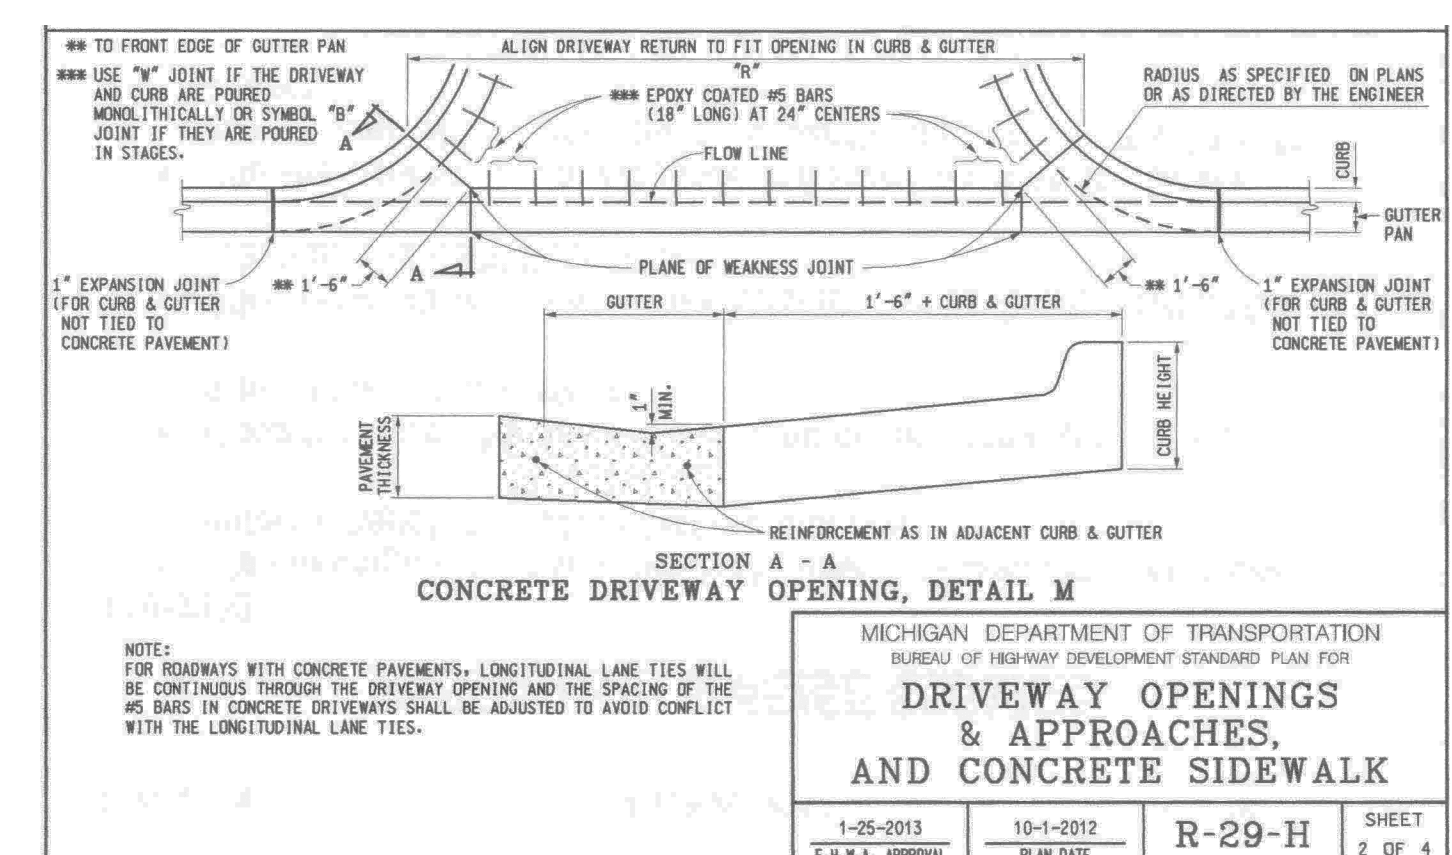 ** TO FRONT EDGE OF GUTTER PAN
*** USE "W" JOINT IF THE DRIVEWAY
AND CURB ARE POURED
MONOLITHICALLY OR SYMBOL "B"
JOINT IF THEY ARE POURED
IN STAGES.
ALIGN DRIVEWAY RETURN TO FIT OPENING IN CURB & GUTTER
"R"
*** EPOXY COATED #5 BARS
(18" LONG) AT 24" CENTERS
RADIUS AS SPECIFIED ON PLANS
OR AS DIRECTED BY THE ENGINEER
A
FLOW LINE
CURB
GUTTER
PAN
A
PLANE OF WEAKNESS JOINT
1" EXPANSION JOINT
(FOR CURB & GUTTER
NOT TIED TO
CONCRETE PAVEMENT)
** 1'-6"
** 1'-6"
1" EXPANSION JOINT
(FOR CURB & GUTTER
NOT TIED TO
CONCRETE PAVEMENT)
GUTTER
1'-6" + CURB & GUTTER
1"
MIN.
PAVEMENT
THICKNESS
CURB HEIGHT
REINFORCEMENT AS IN ADJACENT CURB & GUTTER
SECTION A - A
CONCRETE DRIVEWAY OPENING, DETAIL M
NOTE:
FOR ROADWAYS WITH CONCRETE PAVEMENTS, LONGITUDINAL LANE TIES WILL
BE CONTINUOUS THROUGH THE DRIVEWAY OPENING AND THE SPACING OF THE
#5 BARS IN CONCRETE DRIVEWAYS SHALL BE ADJUSTED TO AVOID CONFLICT
WITH THE LONGITUDINAL LANE TIES.
MICHIGAN DEPARTMENT OF TRANSPORTATION
BUREAU OF HIGHWAY DEVELOPMENT STANDARD PLAN FOR
DRIVEWAY OPENINGS
& APPROACHES,
AND CONCRETE SIDEWALK
1-25-2013
F.H.W.A. APPROVAL
10-1-2012
PLAN DATE
R-29-H
SHEET
2 OF 4